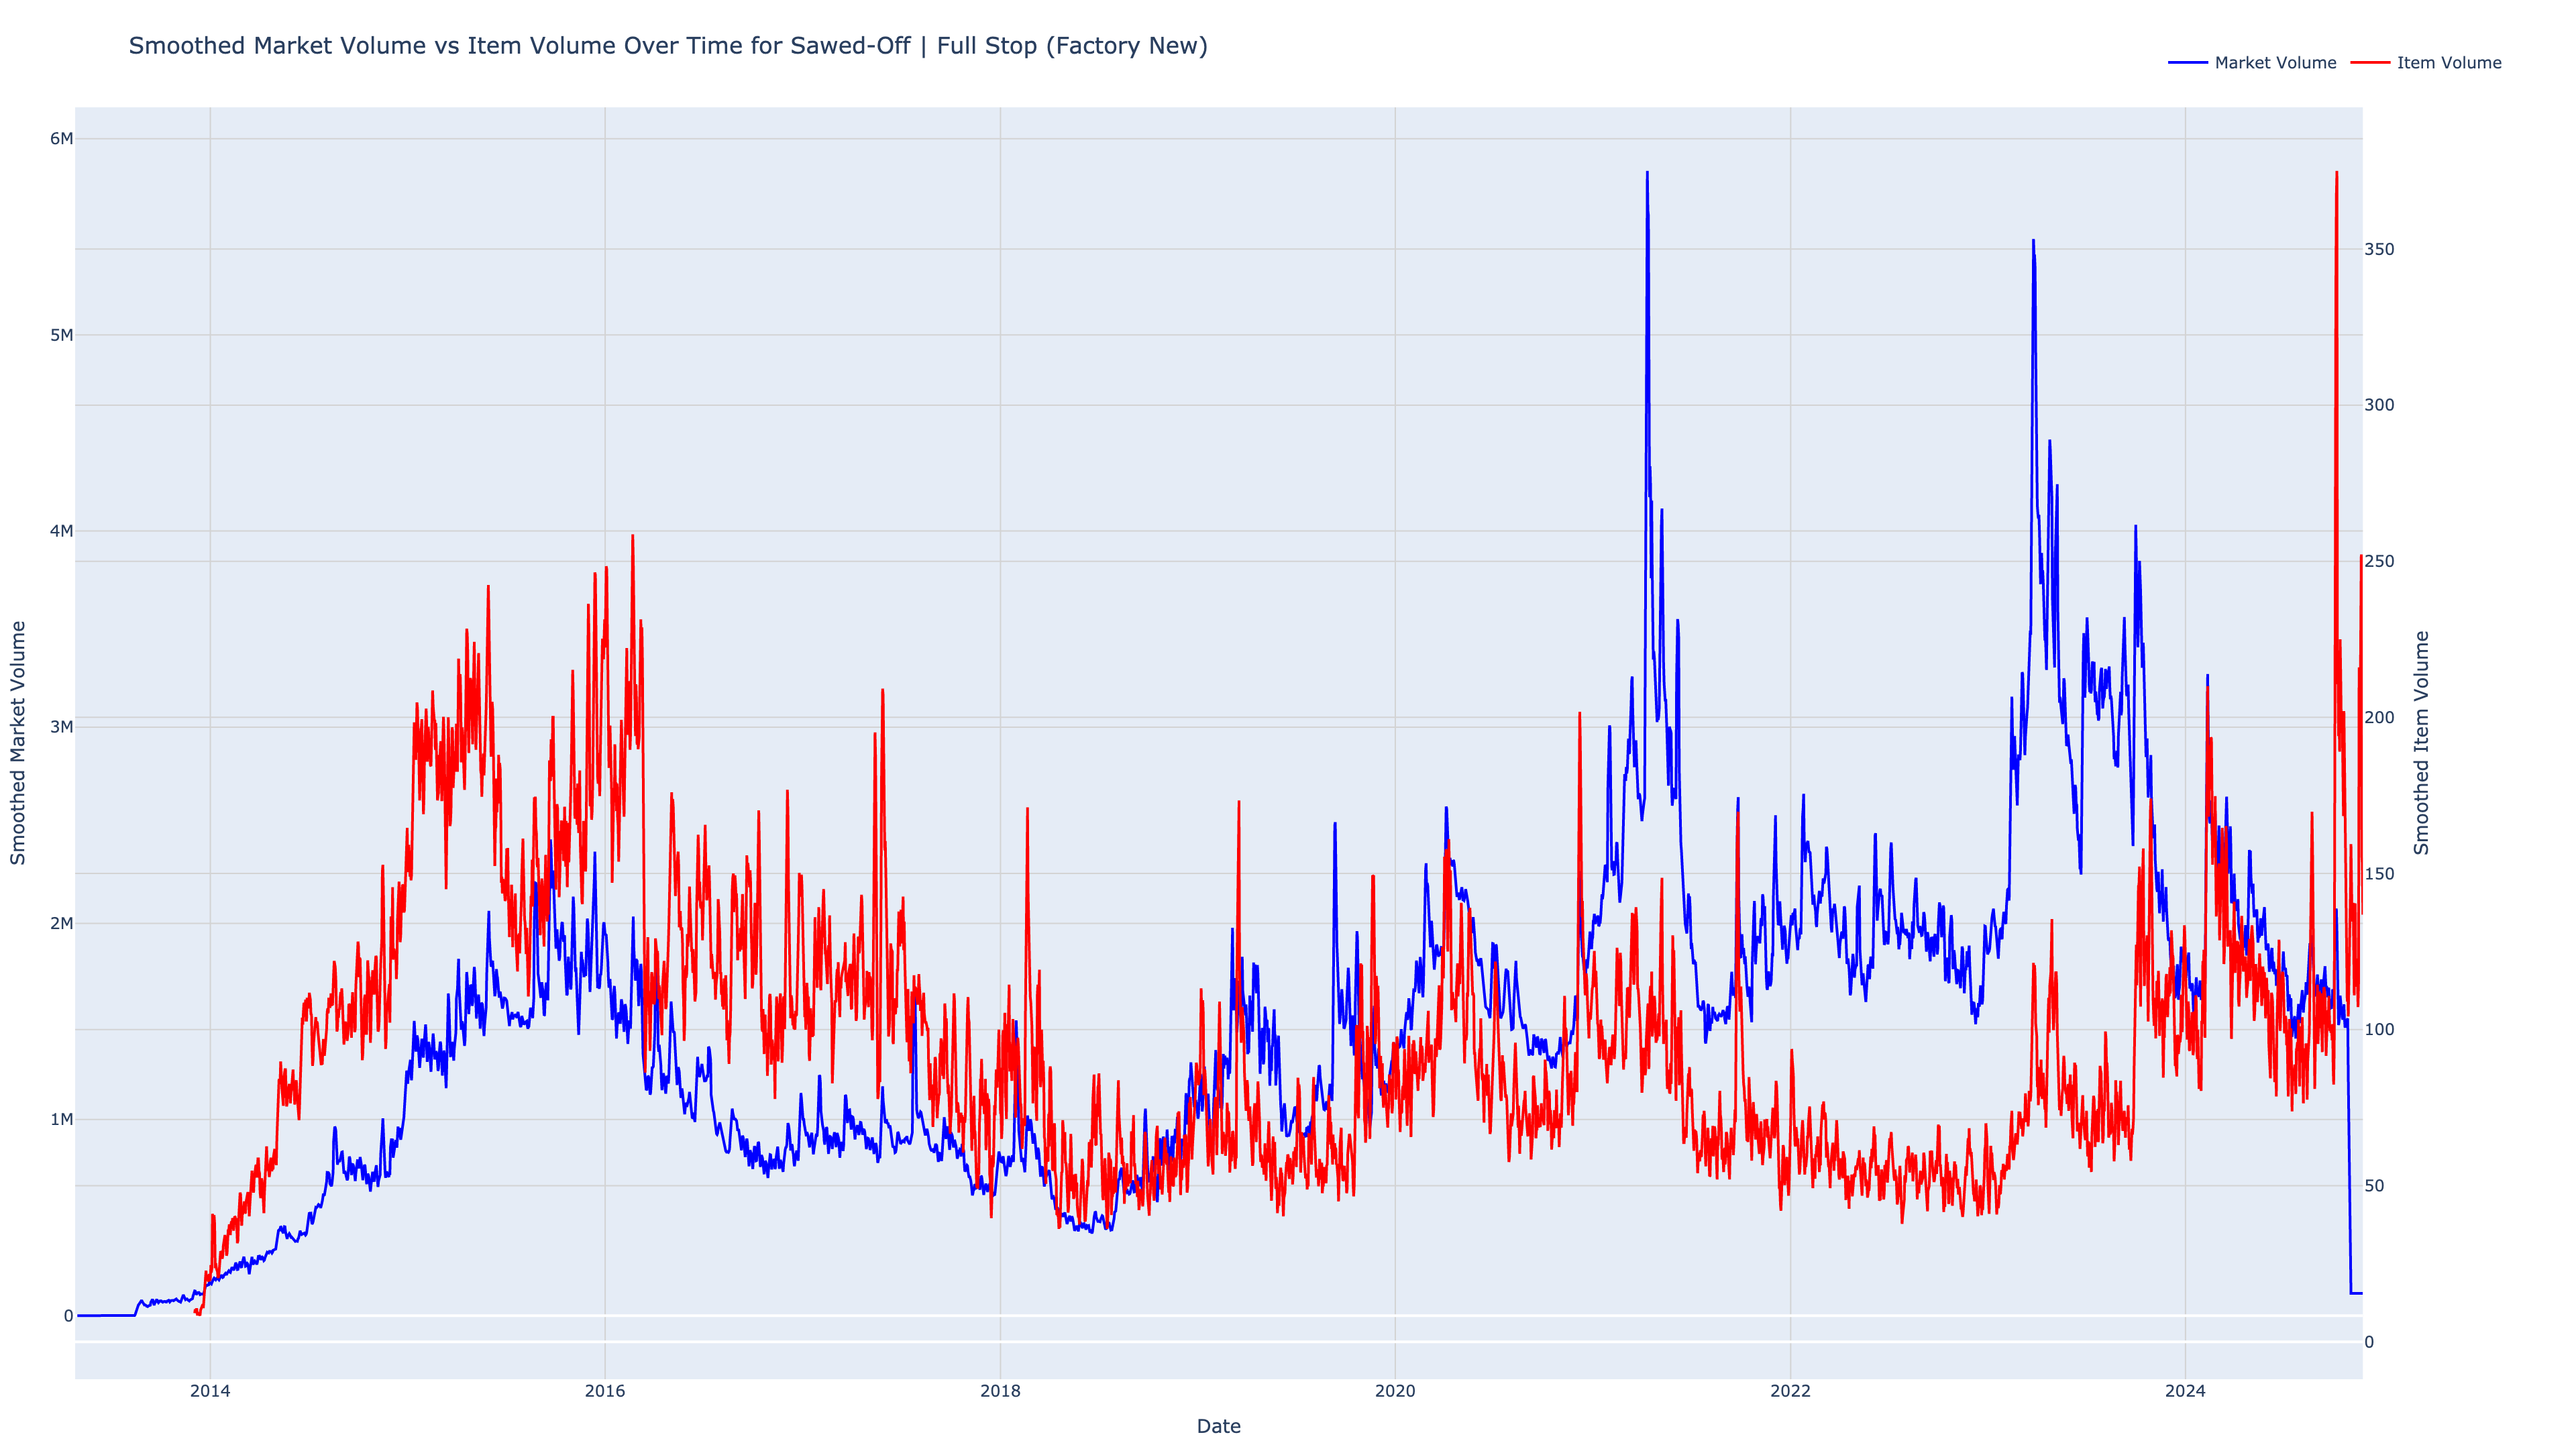 Smoothed Market Volume vs Item Volume Over Time for Sawed-Off | Full Stop (Factory New)
Market Volume
Item Volume
6M
5M
4M
3M
2M
1M
0
Smoothed Market Volume
350
300
250
200
150
100
50
0
Smoothed Item Volume
2014
2016
2018
2020
2022
2024
Date